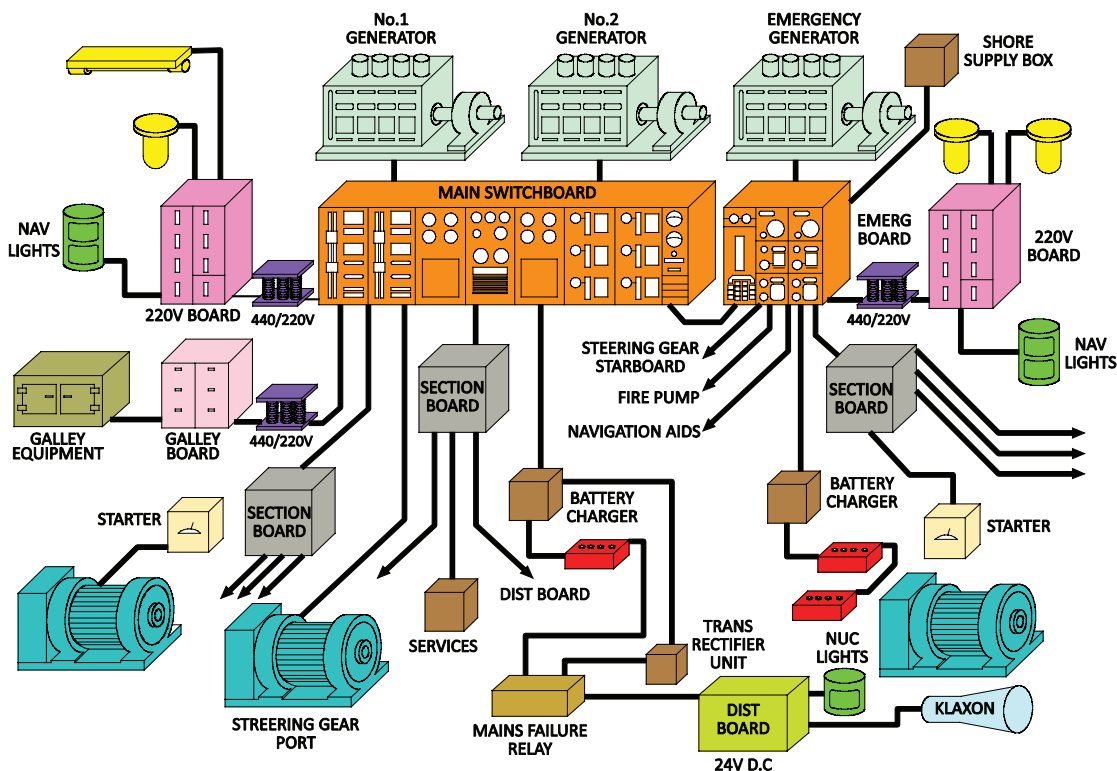 No.1
GENERATOR
No.2
GENERATOR
EMERGENCY
GENERATOR
SHORE
SUPPLY BOX
MAIN SWITCHBOARD
NAV
LIGHTS
EMERG
BOARD
220V
BOARD
220V BOARD
440/220V
440/220V
NAV
LIGHTS
STEERING GEAR
STARBOARD
SECTION
BOARD
SECTION
BOARD
FIRE PUMP
NAVIGATION AIDS
GALLEY
EQUIPMENT
GALLEY
BOARD
440/220V
SECTION
BOARD
BATTERY
CHARGER
BATTERY
CHARGER
STARTER
STARTER
DIST BOARD
SERVICES
TRANS
RECTIFIER
UNIT
NUC
LIGHTS
STREERING GEAR
PORT
MAINS FAILURE
RELAY
DIST
BOARD
KLAXON
24V D.C